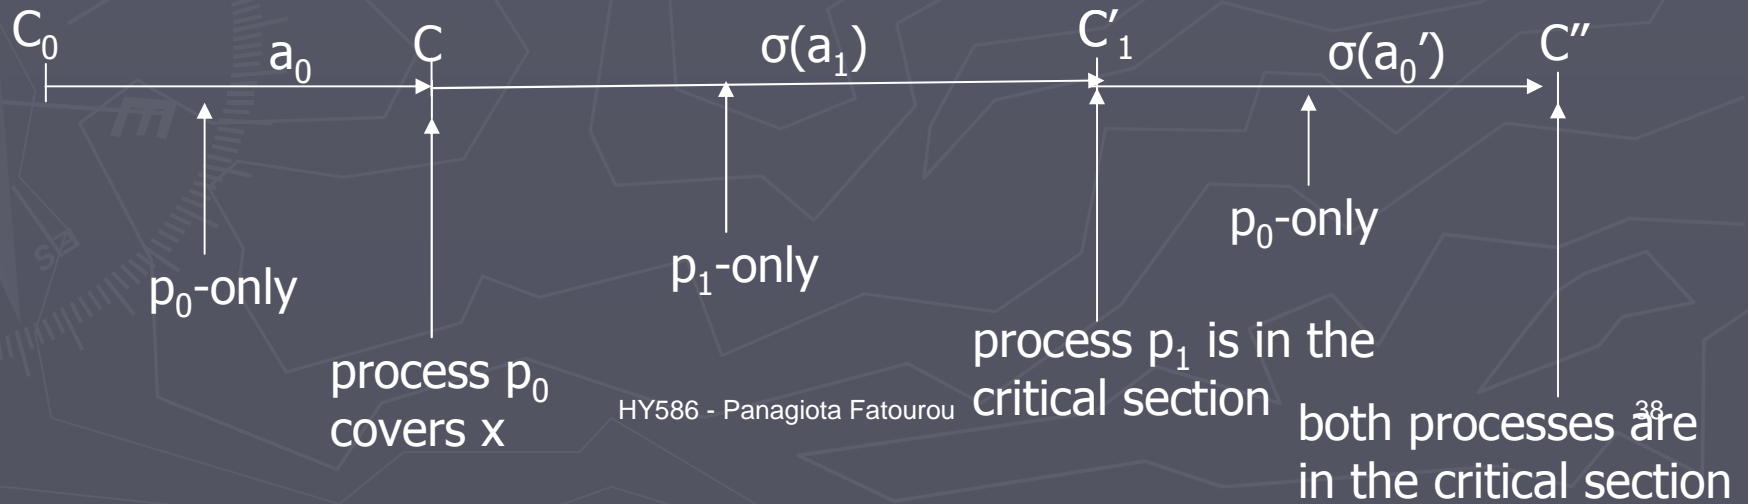 C₀
a₀
C
σ(a₁)
C′₁
σ(a₀′)
C″
p₀-only
process p₀
covers x
p₁-only
process p₁ is in the
critical section
p₀-only
both processes are
in the critical section
HY586 - Panagiota Fatourou
38